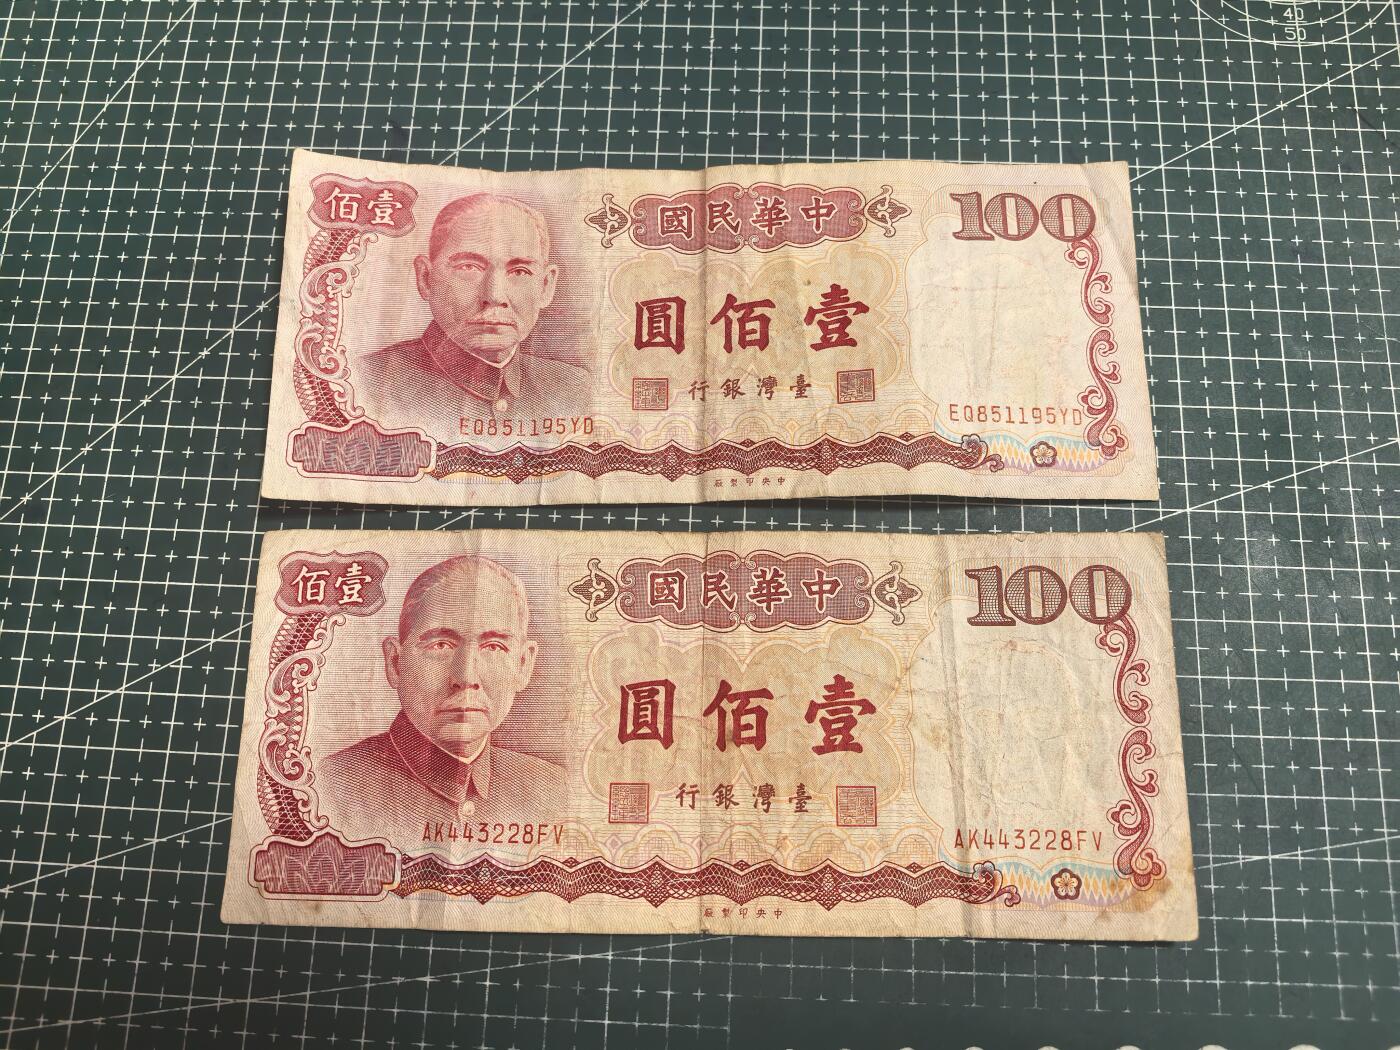 40
50
佰壹
國民華中
100
圓佰壹
行銀灣臺
EQ851195YD
EQ851195YD
廠製印央中
佰壹
國民華中
100
圓佰壹
行銀灣臺
AK443228FV
AK443228FV
廠製印央中